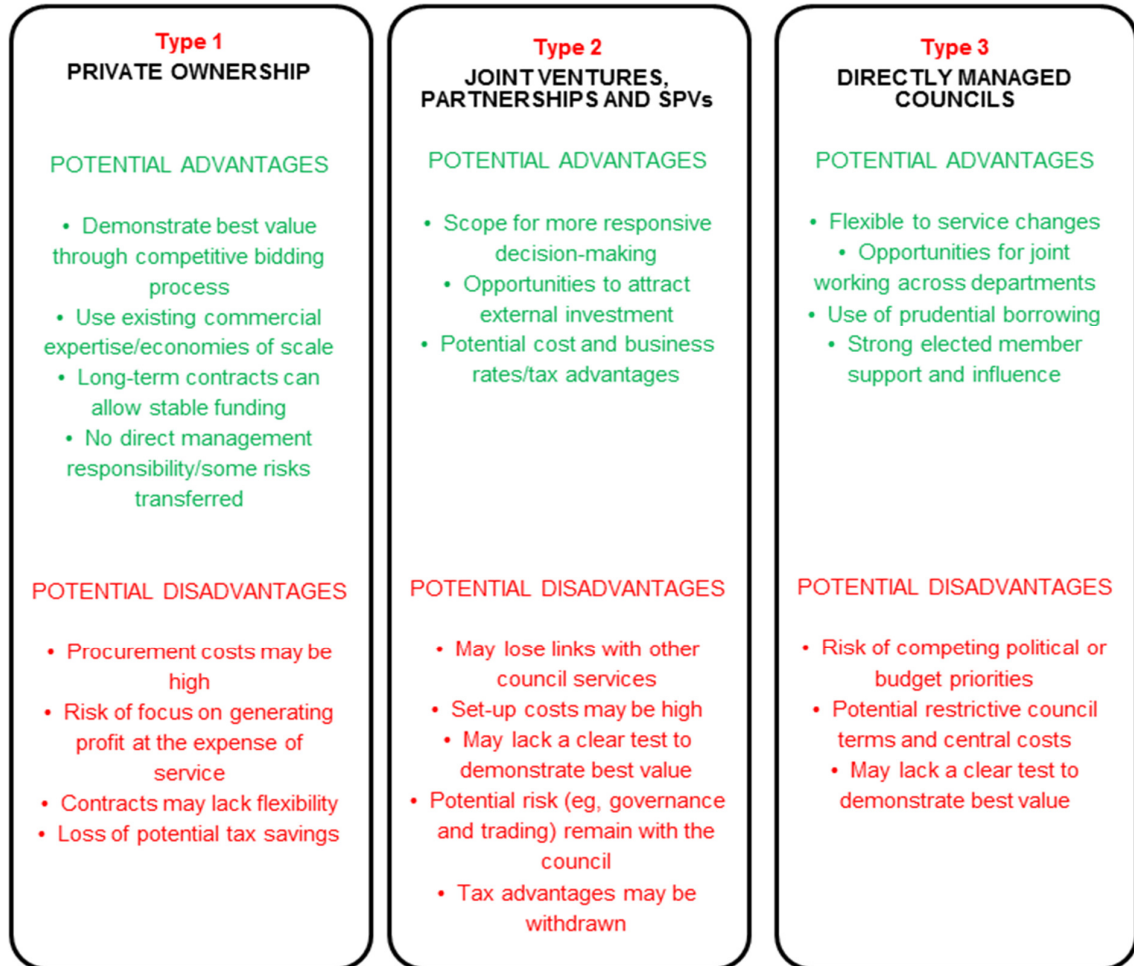 Type 1
PRIVATE OWNERSHIP
POTENTIAL ADVANTAGES
• Demonstrate best value
through competitive bidding
process
• Use existing commercial
expertise/economies of scale
• Long-term contracts can
allow stable funding
• No direct management
responsibility/some risks
transferred
POTENTIAL DISADVANTAGES
• Procurement costs may be
high
• Risk of focus on generating
profit at the expense of
service
• Contracts may lack flexibility
• Loss of potential tax savings
Type 2
JOINT VENTURES,
PARTNERSHIPS AND SPVs
POTENTIAL ADVANTAGES
• Scope for more responsive
decision-making
• Opportunities to attract
external investment
• Potential cost and business
rates/tax advantages
POTENTIAL DISADVANTAGES
• May lose links with other
council services
• Set-up costs may be high
• May lack a clear test to
demonstrate best value
• Potential risk (eg, governance
and trading) remain with the
council
• Tax advantages may be
withdrawn
Type 3
DIRECTLY MANAGED
COUNCILS
POTENTIAL ADVANTAGES
• Flexible to service changes
• Opportunities for joint
working across departments
• Use of prudential borrowing
• Strong elected member
support and influence
POTENTIAL DISADVANTAGES
• Risk of competing political or
budget priorities
• Potential restrictive council
terms and central costs
• May lack a clear test to
demonstrate best value